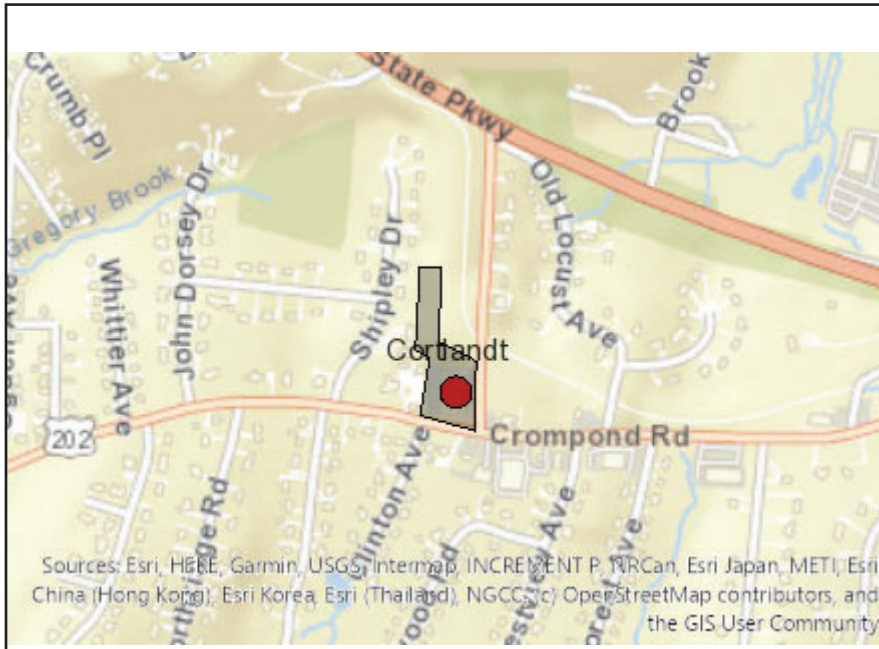 State Pkwy
Crumb Pl
Brook
Old Locust Ave
Gregory Brook
John Dorsey Dr
Shipley Dr
Whittier Ave
Cortlandt
202
Crompond Rd
Clinton Ave
Sources: Esri, HERE, Garmin, USGS, Intermap, INCREMENT P, NRCan, Esri Japan, METI, Esri
China (Hong Kong), Esri Korea, Esri (Thailand), NGCC, (c) OpenStreetMap contributors, and
the GIS User Community